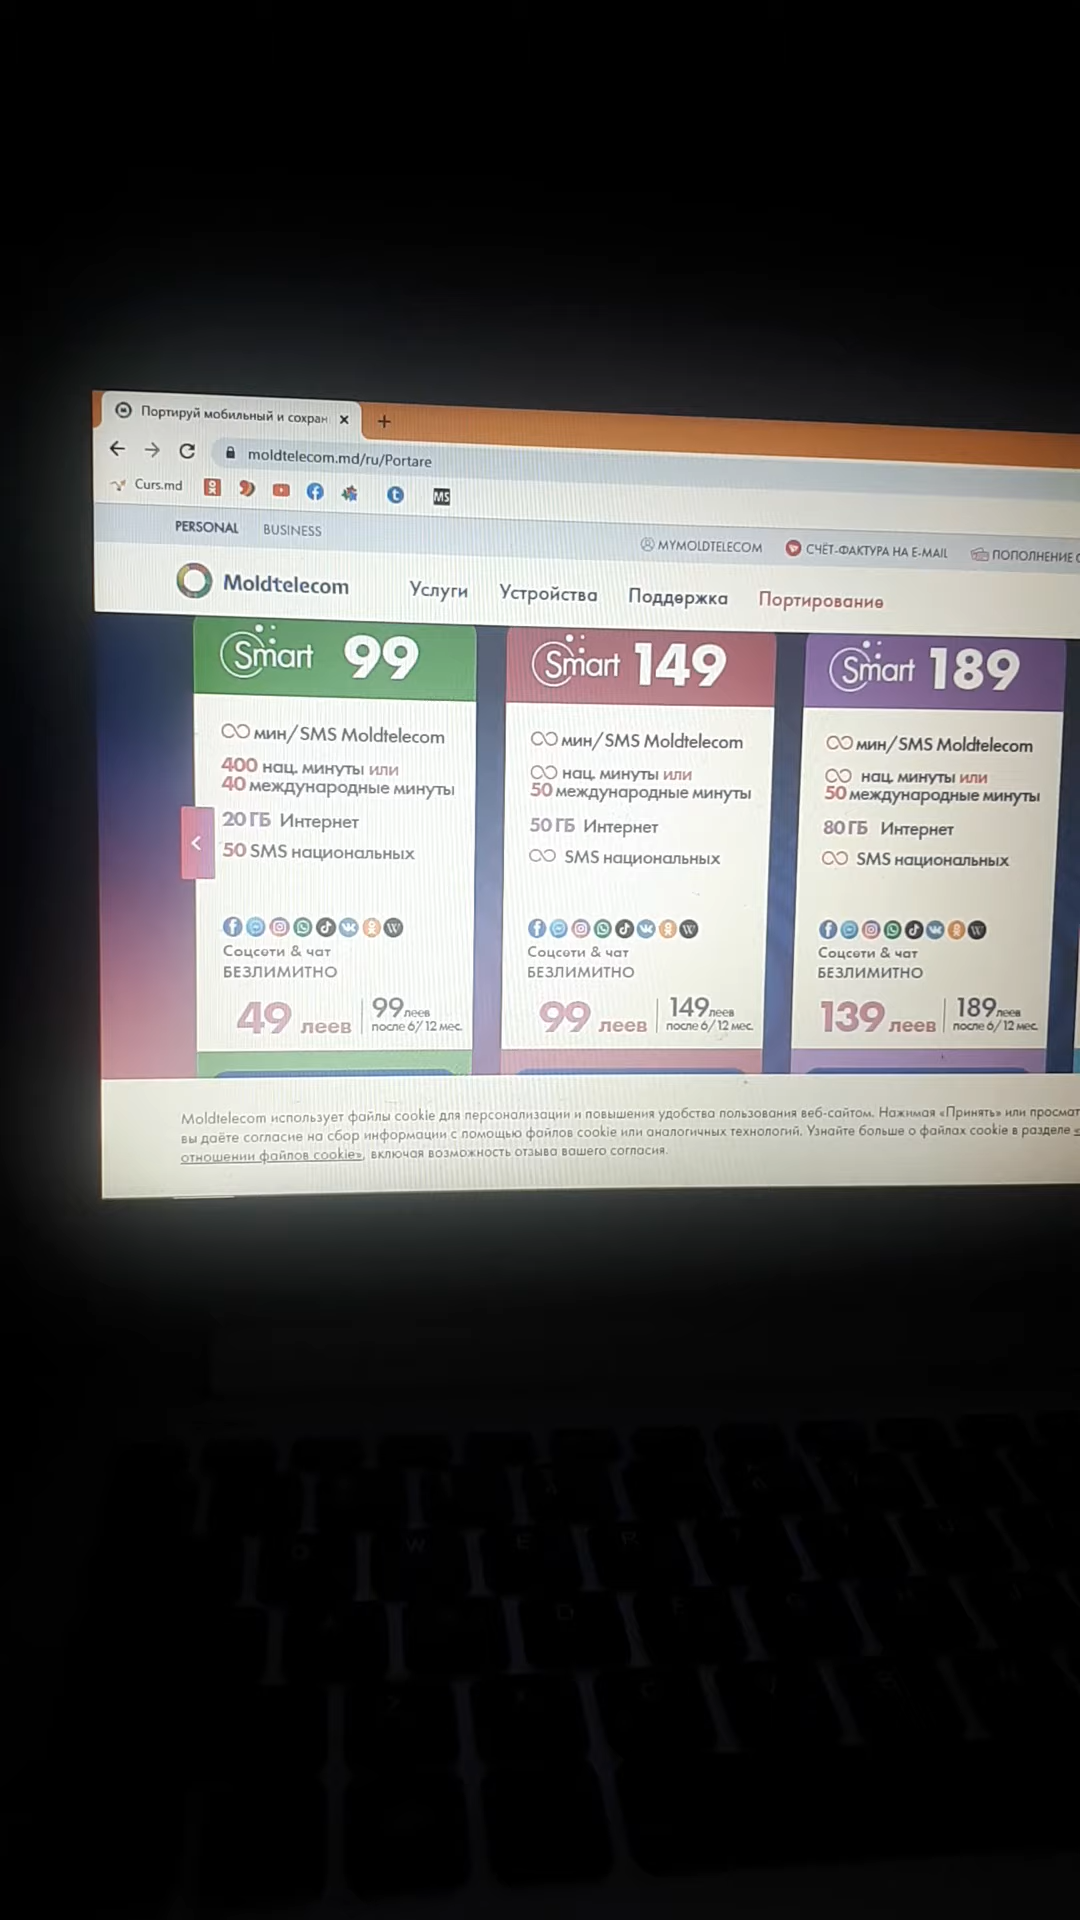 Портируй мобильный и сохран
moldtelecom.md/ru/Portare
Curs.md
MS
PERSONAL BUSINESS
MYMOLDTELECOM СЧЁТ-ФАКТУРА НА E-MAIL ПОПОЛНЕНИЕ
Moldtelecom Услуги Устройства Поддержка Портирование
Smart 99
∞ мин/SMS Moldtelecom
400 нац. минуты или
40 международные минуты
20 ГБ Интернет
50 SMS национальных
Соцсети & чат
БЕЗЛИМИТНО
49 леев 99 леев
после 6/12 мес.
Smart 149
∞ мин/SMS Moldtelecom
∞ нац. минуты или
50 международные минуты
50 ГБ Интернет
∞ SMS национальных
Соцсети & чат
БЕЗЛИМИТНО
99 леев 149 леев
после 6/12 мес.
Smart 189
∞ мин/SMS Moldtelecom
∞ нац. минуты или
50 международные минуты
80 ГБ Интернет
∞ SMS национальных
Соцсети & чат
БЕЗЛИМИТНО
139 леев 189 леев
после 6/12 мес.
Moldtelecom использует файлы cookie для персонализации и повышения удобства пользования веб-сайтом. Нажимая «Принять» или просмат
вы даёте согласие на сбор информации с помощью файлов cookie или аналогичных технологий. Узнайте больше о файлах cookie в разделе «
отношении файлов cookie», включая возможность отзыва вашего согласия.
W E R
D